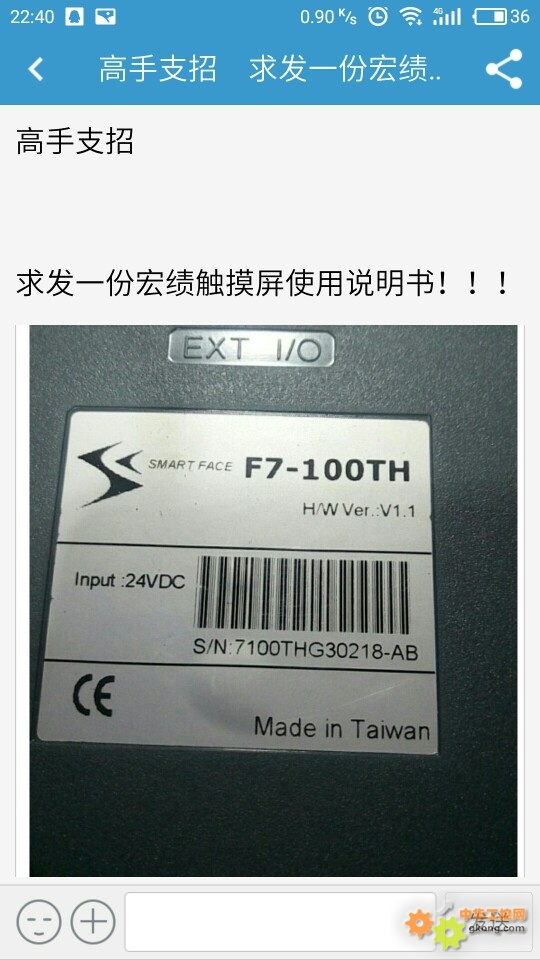 22:40 0.90 K/s 4G 36
高手支招 求发一份宏绩..
高手支招
求发一份宏绩触摸屏使用说明书！！！
EXT I/O
SMART FACE F7-100TH
H/W Ver.:V1.1
Input :24VDC
S/N:7100THG30218-AB
CE
Made in Taiwan
发送
中华工控网
gkong.com